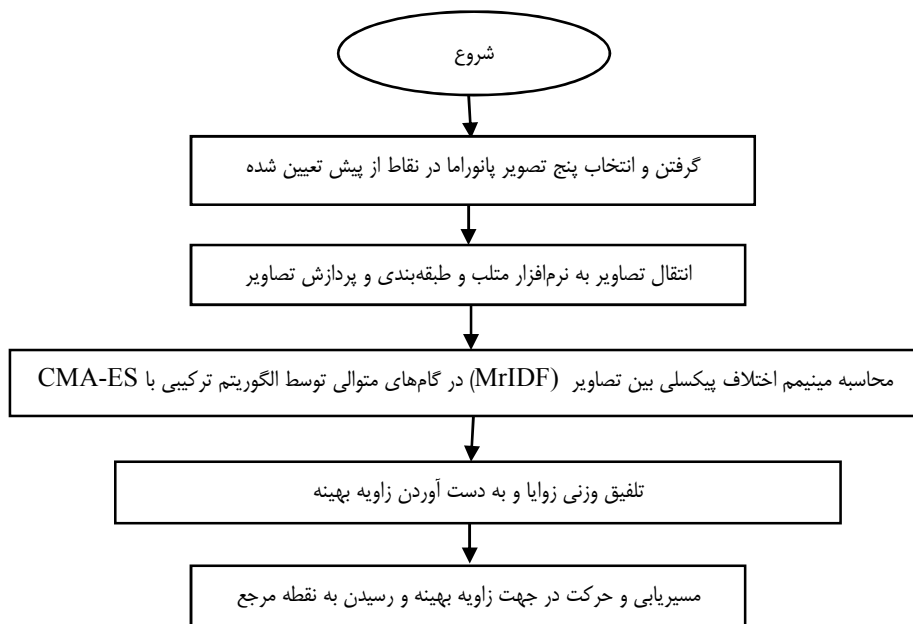 شروع
گرفتن و انتخاب پنج تصویر پانوراما در نقاط از پیش تعیین شده
انتقال تصاویر به نرم‌افزار متلب و طبقه‌بندی و پردازش تصاویر
محاسبه مینیمم اختلاف پیکسلی بین تصاویر (MrIDF) در گام‌های متوالی توسط الگوریتم ترکیبی با CMA-ES
تلفیق وزنی زوایا و به دست آوردن زاویه بهینه
مسیریابی و حرکت در جهت زاویه بهینه و رسیدن به نقطه مرجع